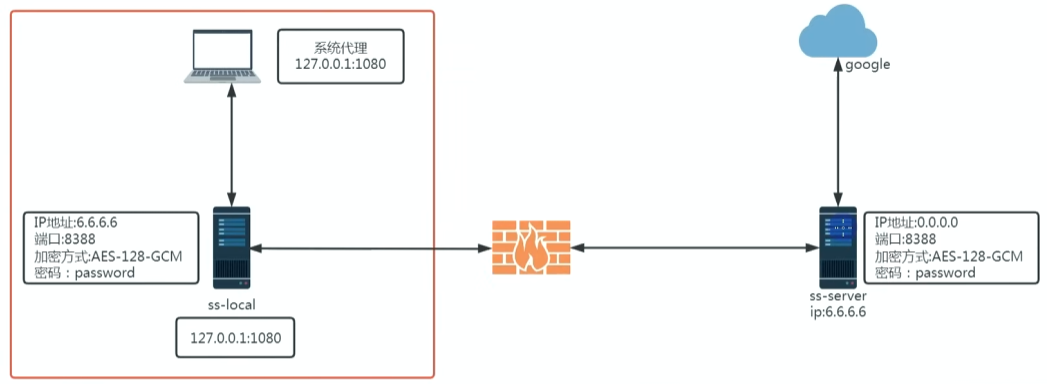 系统代理
127.0.0.1:1080
google
IP地址:6.6.6.6
端口:8388
加密方式:AES-128-GCM
密码：password
ss-local
127.0.0.1:1080
IP地址:0.0.0.0
端口:8388
加密方式:AES-128-GCM
密码：password
ss-server
ip:6.6.6.6